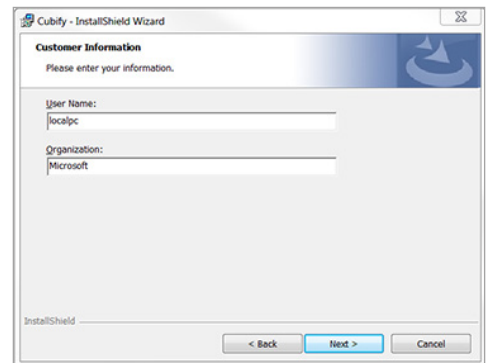 Cubify - InstallShield Wizard
Customer Information
Please enter your information.
User Name:
localpc
Organization:
Microsoft
InstallShield
< Back Next > Cancel